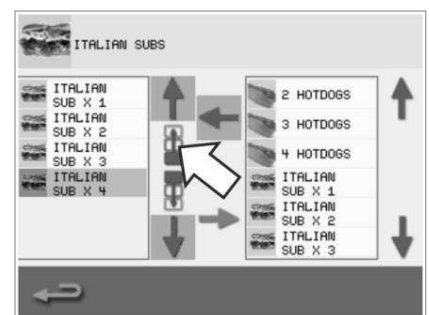 ITALIAN SUBS
ITALIAN
SUB X 1
ITALIAN
SUB X 2
ITALIAN
SUB X 3
ITALIAN
SUB X 4
2 HOTDOGS
3 HOTDOGS
4 HOTDOGS
ITALIAN
SUB X 1
ITALIAN
SUB X 2
ITALIAN
SUB X 3